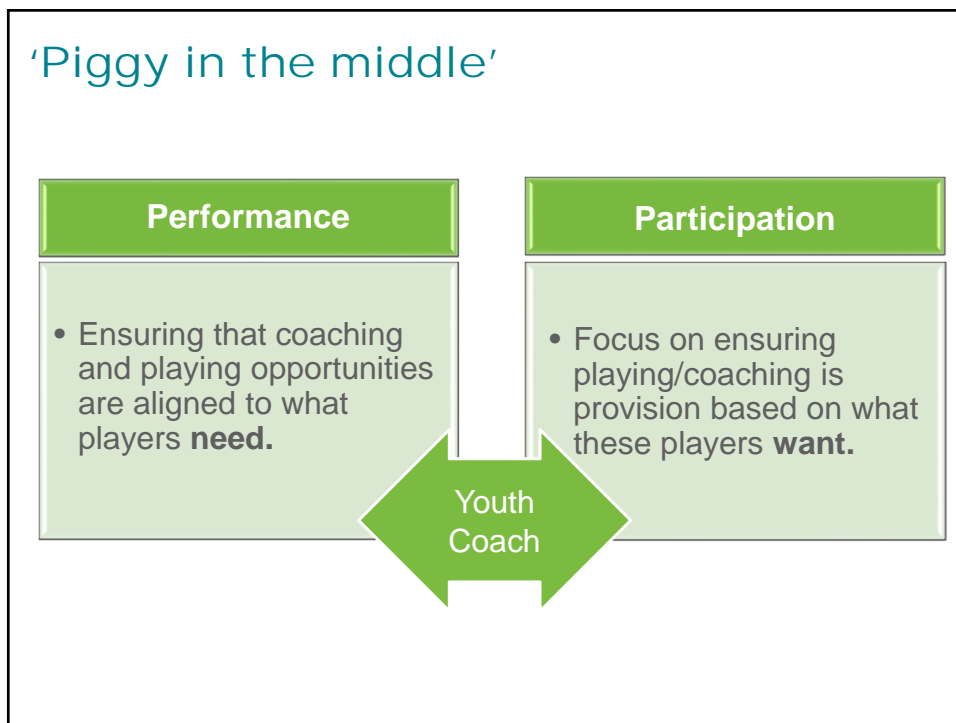 ‘Piggy in the middle’
Performance
• Ensuring that coaching
and playing opportunities
are aligned to what
players need.
Participation
• Focus on ensuring
playing/coaching is
provision based on what
these players want.
Youth
Coach